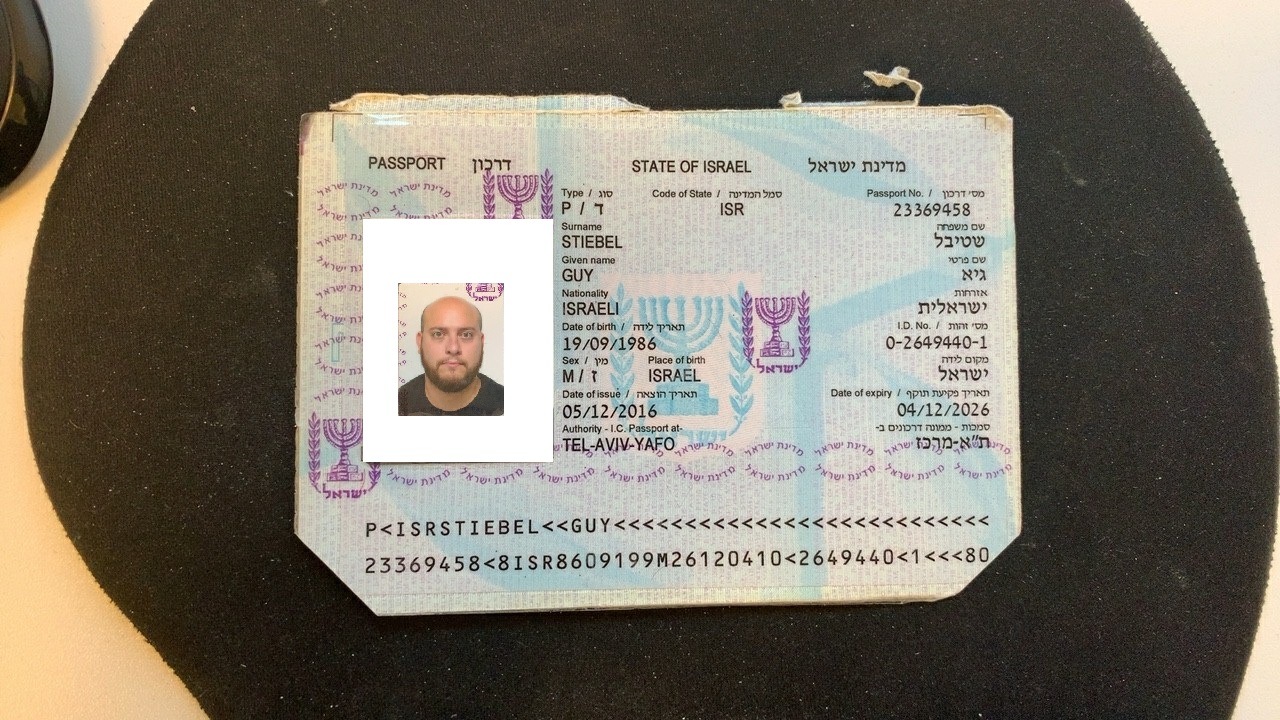 PASSPORT דרכון STATE OF ISRAEL מדינת ישראל
Type / סוג Code of State / סמל המדינה Passport No. / מס׳ דרכון
P / ד ISR 23369458
Surname שם משפחה
STIEBEL שטיבל
Given name שם פרטי
GUY גיא
Nationality אזרחות
ISRAELI ישראלית
Date of birth / תאריך לידה I.D. No. / מס׳ זהות
19/09/1986 0-2649440-1
Sex / מין Place of birth מקום לידה
M / ז ISRAEL ישראל
Date of issue / תאריך הוצאה Date of expiry / תאריך פקיעת תוקף
05/12/2016 04/12/2026
Authority - I.C. Passport at- סמכות - ממונה דרכונים ב-
TEL-AVIV-YAFO ת"א-מרכז
P<ISRSTIEBEL<<GUY<<<<<<<<<<<<<<<<<<<<<<<<<<<
23369458<8ISR8609199M26120410<2649440<1<<<80